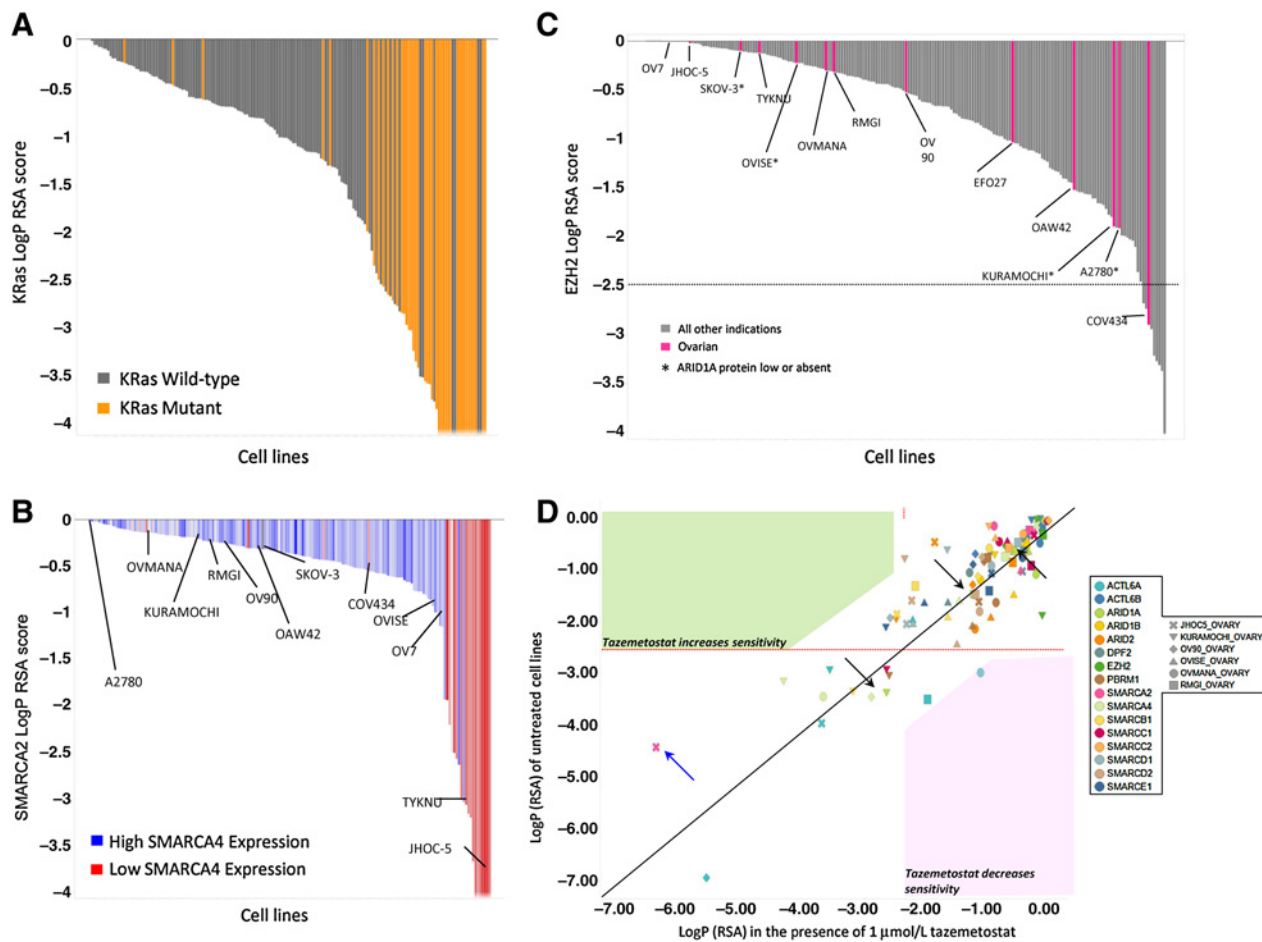 A
0
−0.5
−1
−1.5
−2
−2.5
−3
−3.5
−4
KRas LogP RSA score
KRas Wild-type
KRas Mutant
Cell lines
B
0
−0.5
−1
−1.5
−2
−2.5
−3
−3.5
−4
SMARCA2 LogP RSA score
A2780
OVMANA
KURAMOCHI
RMGI
OV90
OAW42
SKOV-3
COV434
OVISE
OV7
TYKNU
JHOC-5
High SMARCA4 Expression
Low SMARCA4 Expression
Cell lines
C
0
−0.5
−1
−1.5
−2
−2.5
−3
−3.5
−4
EZH2 LogP RSA score
OV7
JHOC-5
SKOV-3*
TYKNU
OVISE*
OVMANA
RMGI
OV
90
EFO27
OAW42
KURAMOCHI*
A2780*
COV434
All other indications
Ovarian
* ARID1A protein low or absent
Cell lines
D
0.00
−1.00
−2.00
−3.00
−4.00
−5.00
−6.00
−7.00
LogP (RSA) of untreated cell lines
Tazemetostat increases sensitivity
Tazemetostat decreases
sensitivity
−7.00 −6.00 −5.00 −4.00 −3.00 −2.00 −1.00 0.00
LogP (RSA) in the presence of 1 μmol/L tazemetostat
ACTL6A
ACTL6B
ARID1A
ARID1B
ARID2
DPF2
EZH2
PBRM1
SMARCA2
SMARCA4
SMARCB1
SMARCC1
SMARCC2
SMARCD1
SMARCD2
SMARCE1
JHOC5_OVARY
KURAMOCHI_OVARY
OV90_OVARY
OVISE_OVARY
OVMANA_OVARY
RMGI_OVARY